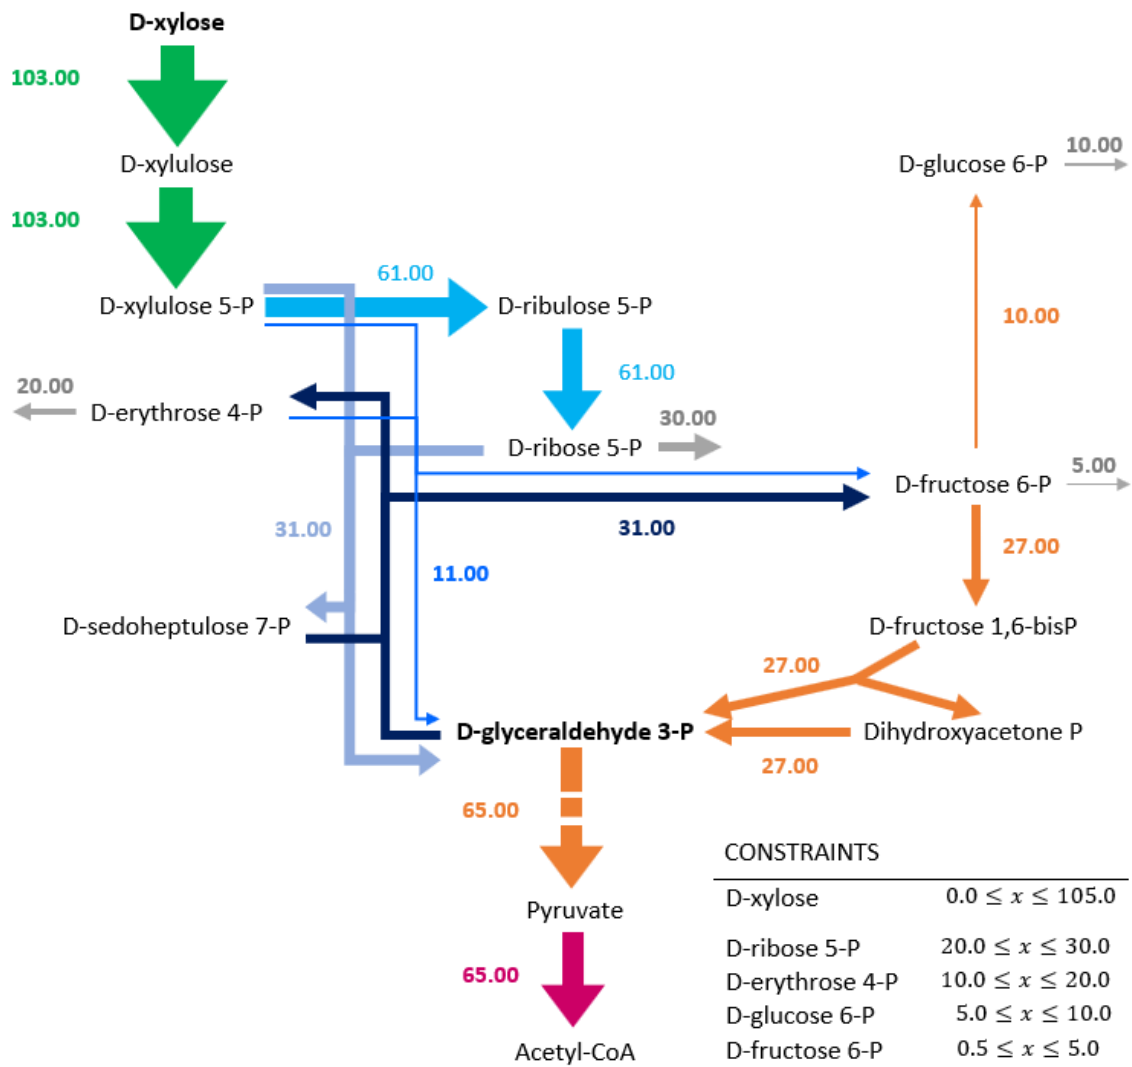 D-xylose
103.00
D-xylulose
10.00
D-glucose 6-P
103.00
61.00
D-xylulose 5-P
D-ribulose 5-P
10.00
61.00
20.00
D-erythrose 4-P
30.00
D-ribose 5-P
5.00
D-fructose 6-P
31.00
31.00
27.00
11.00
D-sedoheptulose 7-P
D-fructose 1,6-bisP
27.00
D-glyceraldehyde 3-P
Dihydroxyacetone P
27.00
65.00
Pyruvate
65.00
Acetyl-CoA
CONSTRAINTS
D-xylose 0.0 ≤ x ≤ 105.0
D-ribose 5-P 20.0 ≤ x ≤ 30.0
D-erythrose 4-P 10.0 ≤ x ≤ 20.0
D-glucose 6-P 5.0 ≤ x ≤ 10.0
D-fructose 6-P 0.5 ≤ x ≤ 5.0